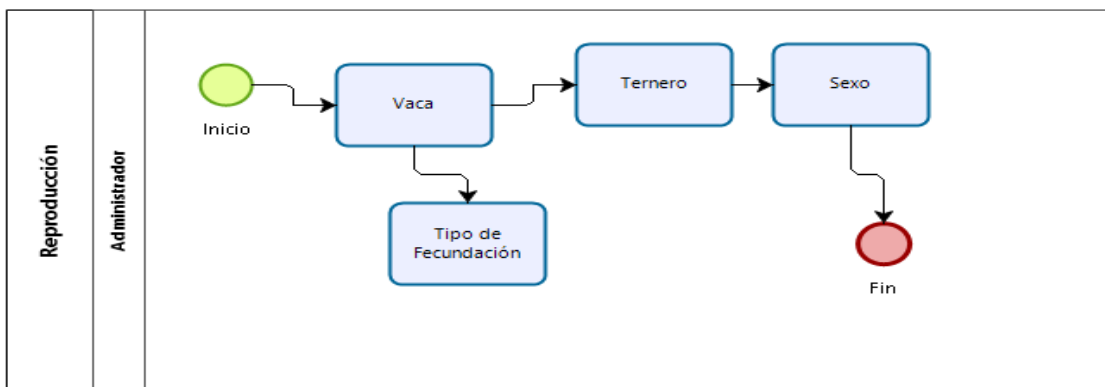 Reproducción
Administrador
Inicio
Vaca
Ternero
Sexo
Tipo de
Fecundación
Fin